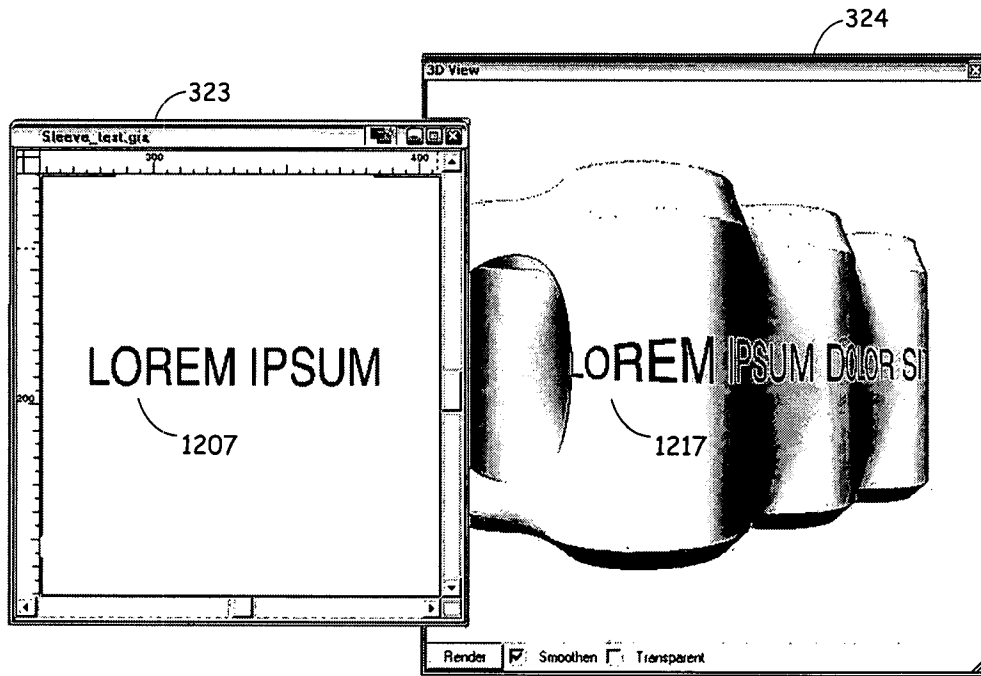 324
3D View
323
Sleeve_test.gis
300
400
LOREM IPSUM
LOREM IPSUM DOLOR SI
200
1207
1217
Render Smoothen Transparent